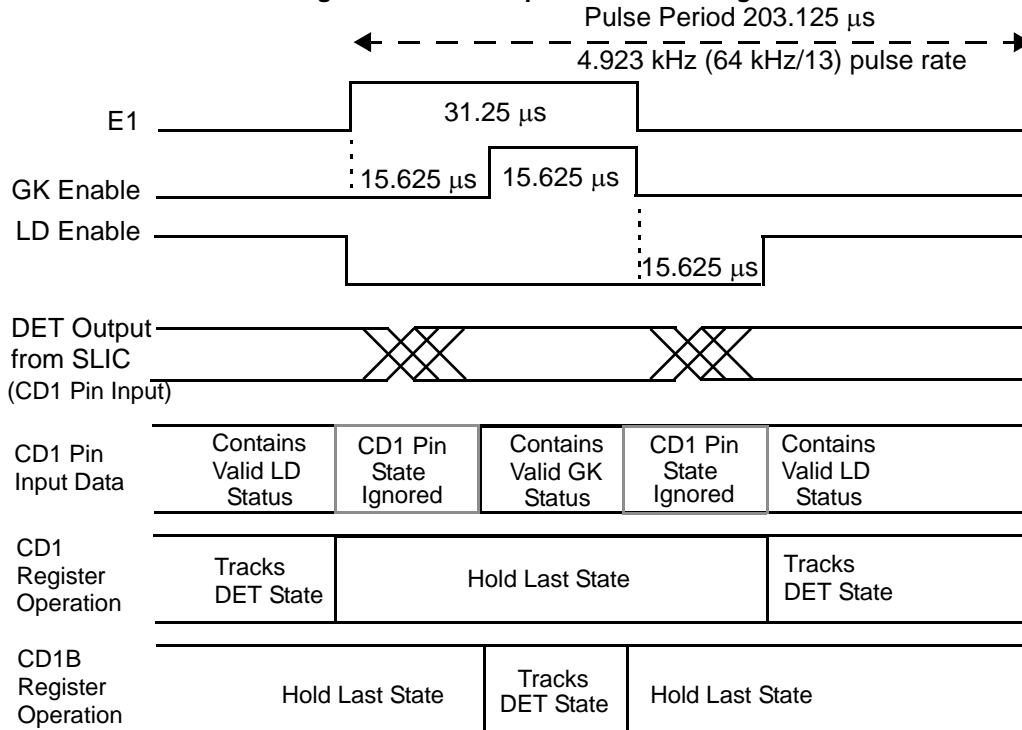 Pulse Period 203.125 μs
4.923 kHz (64 kHz/13) pulse rate
E1
31.25 μs
GK Enable
15.625 μs
15.625 μs
LD Enable
15.625 μs
DET Output
from SLIC
(CD1 Pin Input)
CD1 Pin
Input Data
Contains
Valid LD
Status
CD1 Pin
State
Ignored
Contains
Valid GK
Status
CD1 Pin
State
Ignored
Contains
Valid LD
Status
CD1
Register
Operation
Tracks
DET State
Hold Last State
Tracks
DET State
CD1B
Register
Operation
Hold Last State
Tracks
DET State
Hold Last State